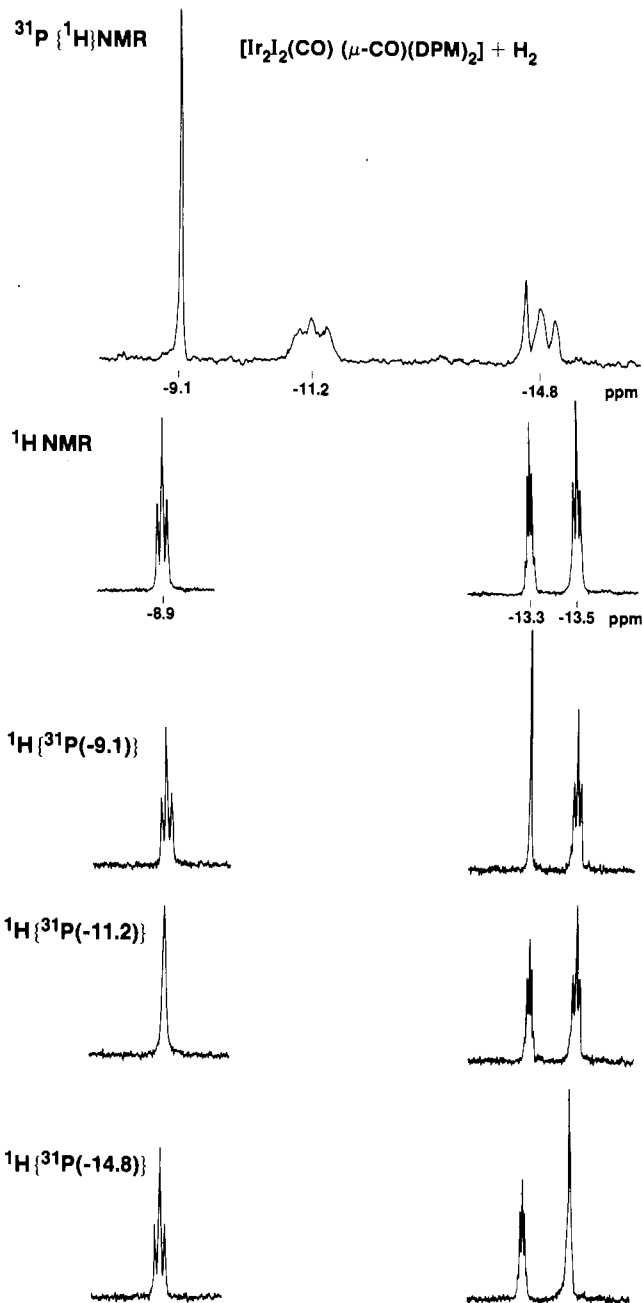 ³¹P {¹H}NMR
[Ir₂I₂(CO) (μ-CO)(DPM)₂] + H₂
-9.1 -11.2 -14.8 ppm
¹H NMR
-8.9 -13.3 -13.5 ppm
¹H{³¹P(-9.1)}
¹H{³¹P(-11.2)}
¹H{³¹P(-14.8)}